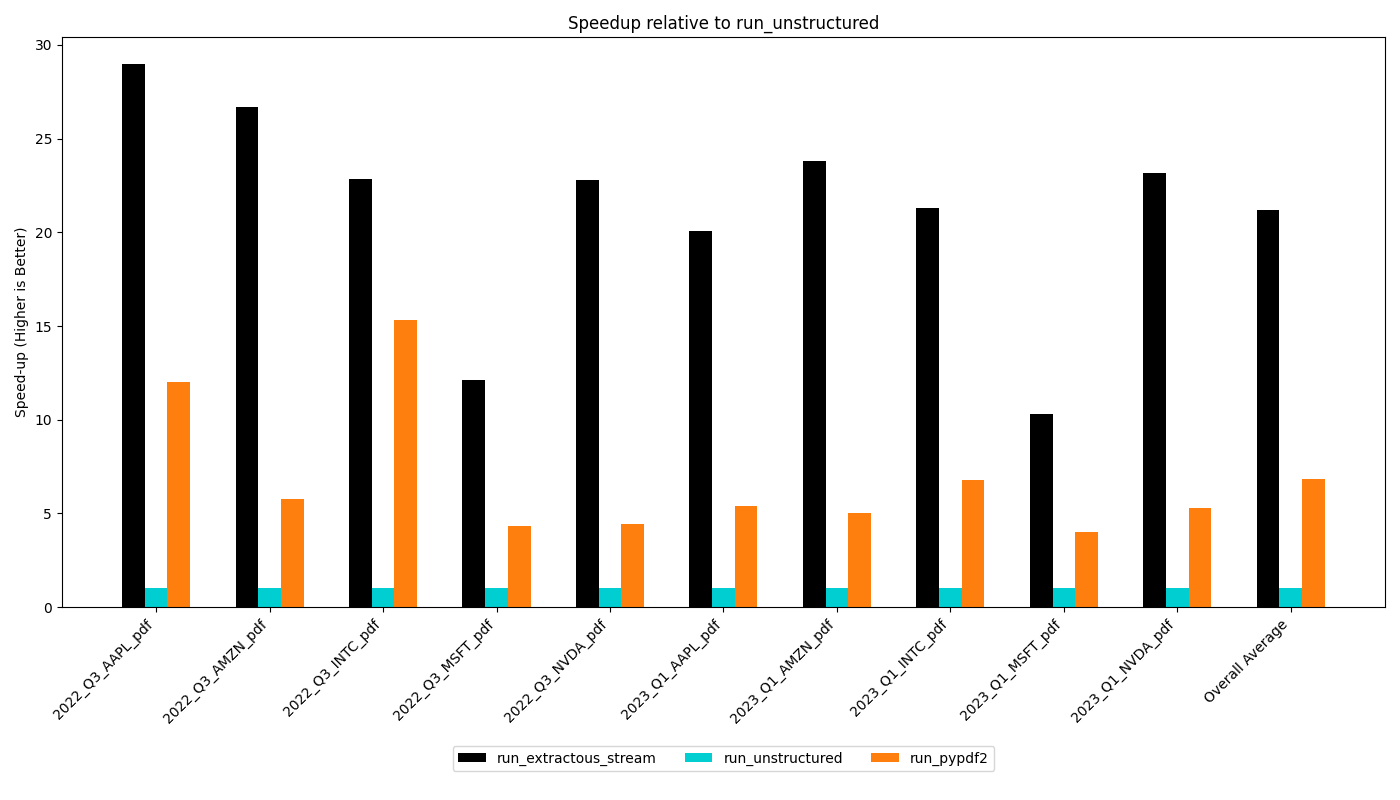 Speedup relative to run_unstructured
Speed-up (Higher is Better)
30
25
20
15
10
5
0
2022_Q3_AAPL_pdf
2022_Q3_AMZN_pdf
2022_Q3_INTC_pdf
2022_Q3_MSFT_pdf
2022_Q3_NVDA_pdf
2023_Q1_AAPL_pdf
2023_Q1_AMZN_pdf
2023_Q1_INTC_pdf
2023_Q1_MSFT_pdf
2023_Q1_NVDA_pdf
Overall Average
run_extractous_stream
run_unstructured
run_pypdf2